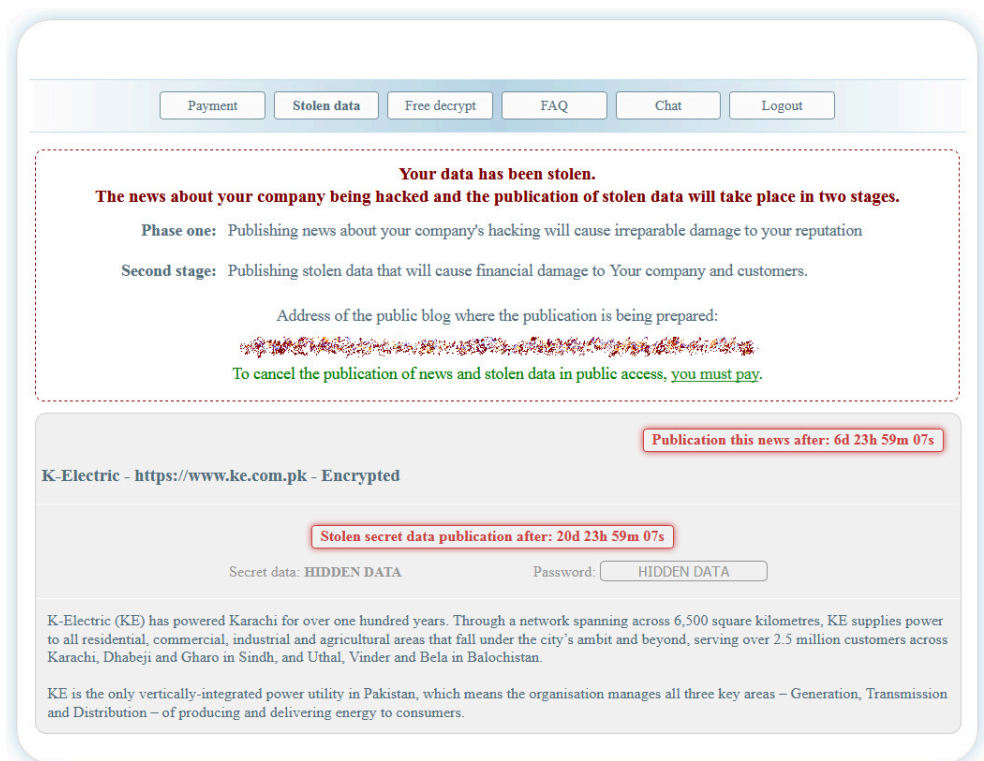 Payment Stolen data Free decrypt FAQ Chat Logout
Your data has been stolen.
The news about your company being hacked and the publication of stolen data will take place in two stages.
Phase one: Publishing news about your company's hacking will cause irreparable damage to your reputation
Second stage: Publishing stolen data that will cause financial damage to Your company and customers.
Address of the public blog where the publication is being prepared:
To cancel the publication of news and stolen data in public access, you must pay.
Publication this news after: 6d 23h 59m 07s
K-Electric - https://www.ke.com.pk - Encrypted
Stolen secret data publication after: 20d 23h 59m 07s
Secret data: HIDDEN DATA Password: HIDDEN DATA
K-Electric (KE) has powered Karachi for over one hundred years. Through a network spanning across 6,500 square kilometres, KE supplies power
to all residential, commercial, industrial and agricultural areas that fall under the city’s ambit and beyond, serving over 2.5 million customers across
Karachi, Dhabeji and Gharo in Sindh, and Uthal, Vinder and Bela in Balochistan.
KE is the only vertically-integrated power utility in Pakistan, which means the organisation manages all three key areas – Generation, Transmission
and Distribution – of producing and delivering energy to consumers.